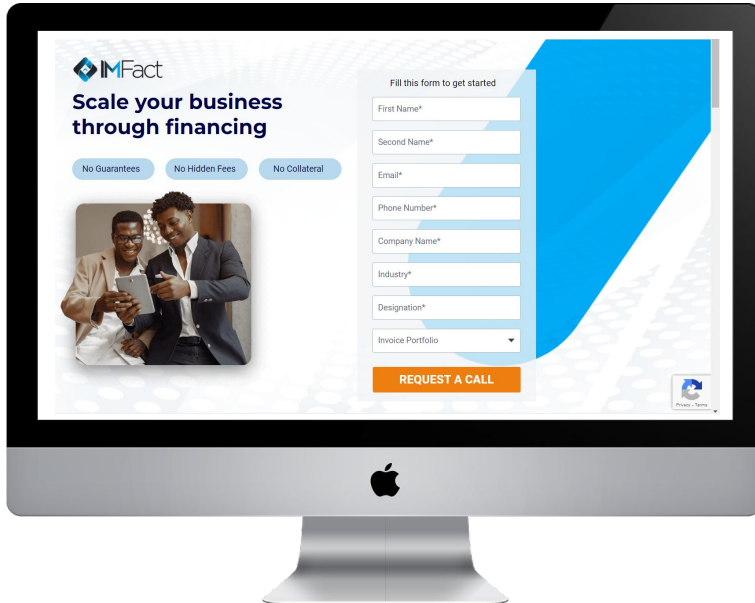 IMFact
Scale your business
through financing
No Guarantees No Hidden Fees No Collateral
Fill this form to get started
First Name*
Second Name*
Email*
Phone Number*
Company Name*
Industry*
Designation*
Invoice Portfolio
REQUEST A CALL
Privacy - Terms